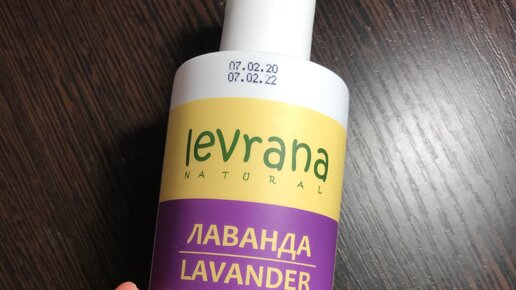 07.02.20
07.02.22
levrana
NATURAL
ЛАВАНДА
LAVANDER